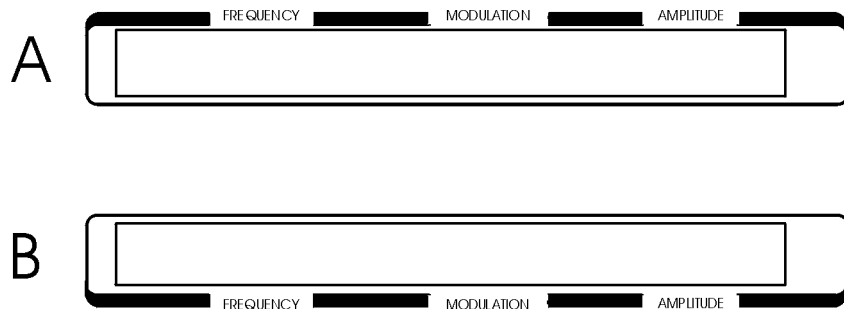 FREQUENCY MODULATION AMPLITUDE
A
B
FREQUENCY MODULATION AMPLITUDE